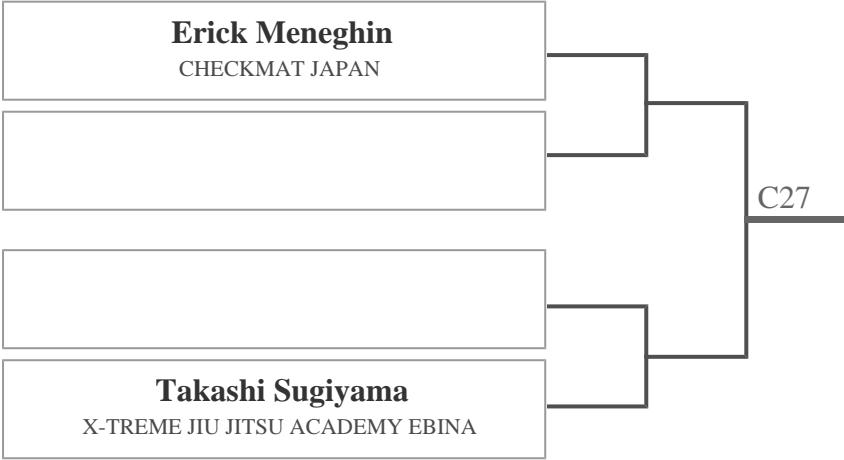 Erick Meneghin
CHECKMAT JAPAN
C27
Takashi Sugiyama
X-TREME JIU JITSU ACADEMY EBINA